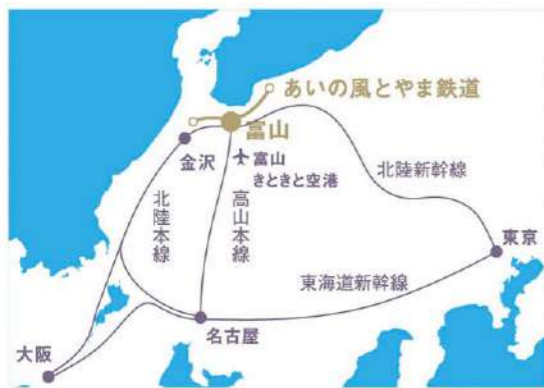 あいの風とやま鉄道
富山
金沢
富山
きときと空港
北陸新幹線
北陸本線
高山本線
東京
東海道新幹線
名古屋
大阪